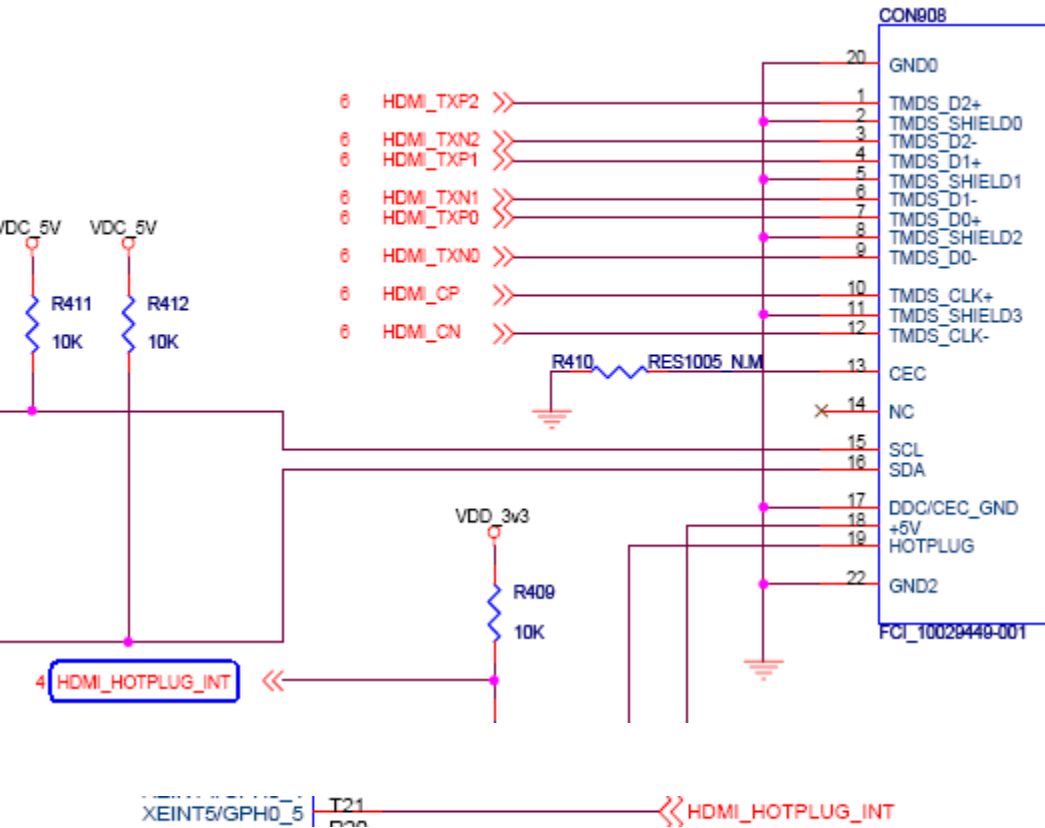 CON908
20 GND0
6 HDMI_TXP2 1 TMDS_D2+
2 TMDS_SHIELD0
6 HDMI_TXN2 3 TMDS_D2-
6 HDMI_TXP1 4 TMDS_D1+
5 TMDS_SHIELD1
6 HDMI_TXN1 6 TMDS_D1-
6 HDMI_TXP0 7 TMDS_D0+
8 TMDS_SHIELD2
6 HDMI_TXN0 9 TMDS_D0-
6 HDMI_CP 10 TMDS_CLK+
11 TMDS_SHIELD3
6 HDMI_CN 12 TMDS_CLK-
VDC_5V VDC_5V
R411 R412
10K 10K
R410 RES1005_N.M 13 CEC
14 NC
15 SCL
16 SDA
17 DDC/CEC_GND
18 +5V
19 HOTPLUG
22 GND2
FCI_10029449-001
VDD_3v3
R409
10K
4 HDMI_HOTPLUG_INT
XEINT5/GPH0_5 T21 HDMI_HOTPLUG_INT